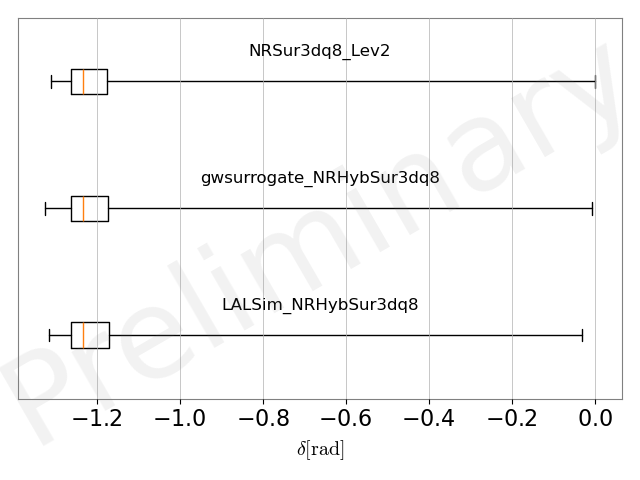 NRSur3dq8_Lev2
gwsurrogate_NRHybSur3dq8
LALSim_NRHybSur3dq8
Preliminary
−1.2 −1.0 −0.8 −0.6 −0.4 −0.2 0.0
δ[rad]